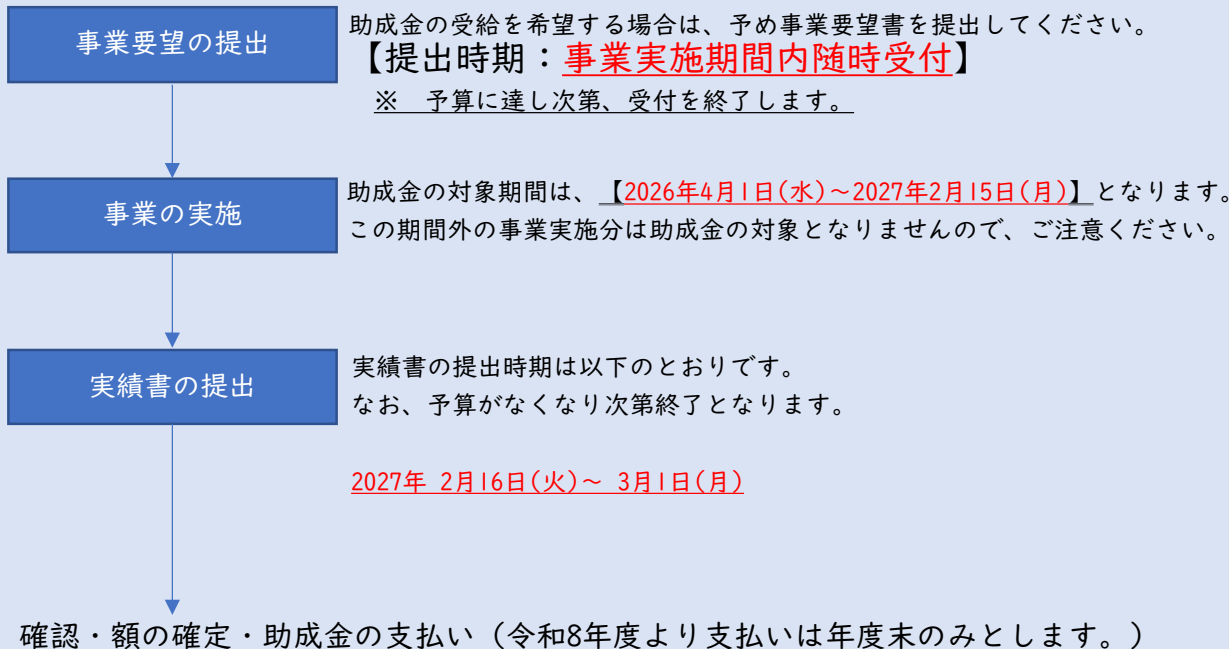 事業要望の提出
助成金の受給を希望する場合は、予め事業要望書を提出してください。
【提出時期：事業実施期間内随時受付】
※　予算に達し次第、受付を終了します。
事業の実施
助成金の対象期間は、【2026年4月1日(水)～2027年2月15日(月)】となります。
この期間外の事業実施分は助成金の対象となりませんので、ご注意ください。
実績書の提出
実績書の提出時期は以下のとおりです。
なお、予算がなくなり次第終了となります。
2027年 2月16日(火)～ 3月1日(月)
確認・額の確定・助成金の支払い（令和8年度より支払いは年度末のみとします。）